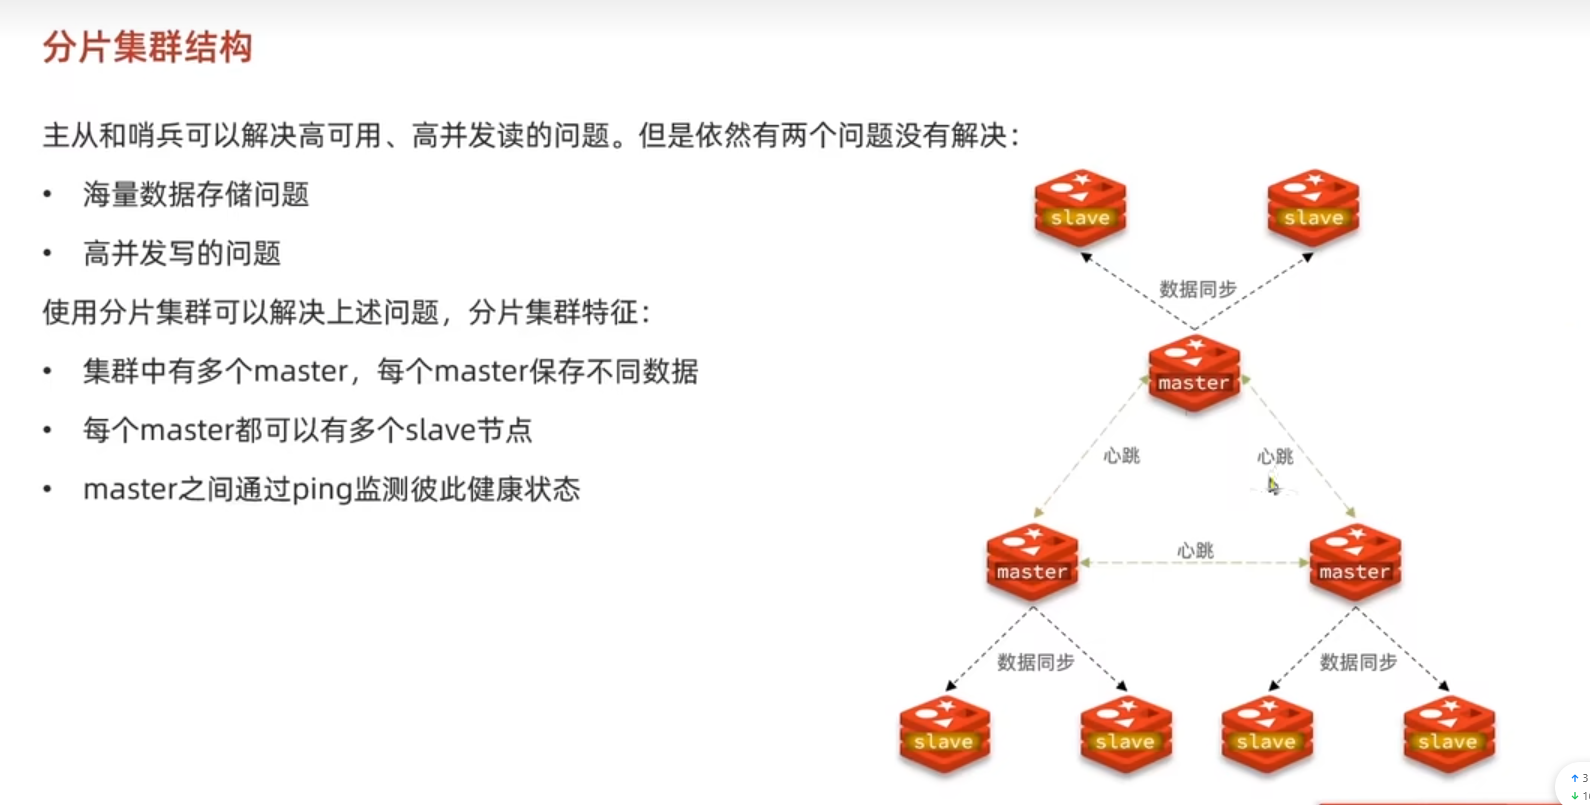 分片集群结构
主从和哨兵可以解决高可用、高并发读的问题。但是依然有两个问题没有解决：
• 海量数据存储问题
• 高并发写的问题
使用分片集群可以解决上述问题，分片集群特征：
• 集群中有多个master，每个master保存不同数据
• 每个master都可以有多个slave节点
• master之间通过ping监测彼此健康状态
slave
slave
数据同步
master
心跳
心跳
心跳
master
master
数据同步
数据同步
slave
slave
slave
slave